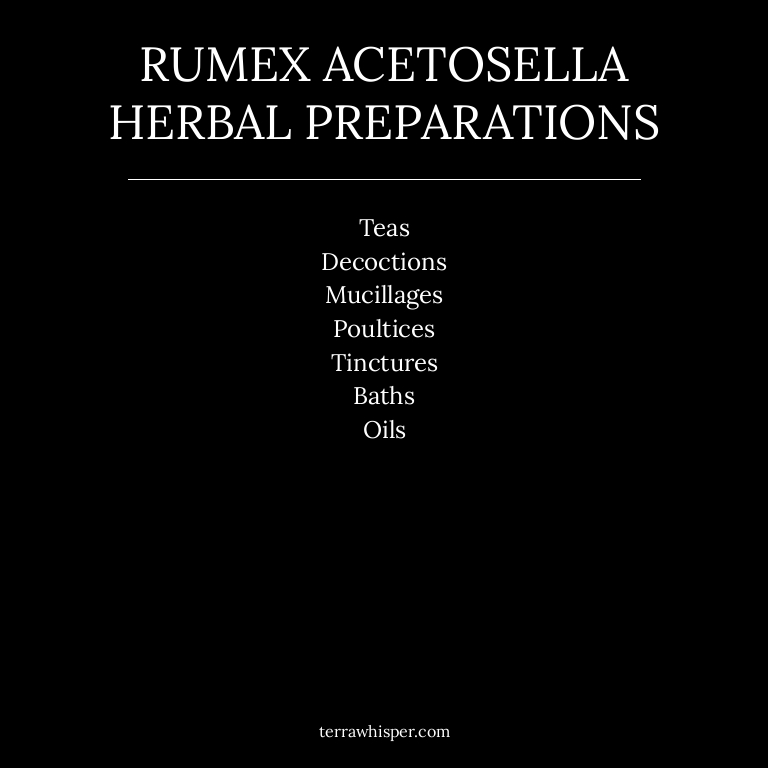 RUMEX ACETOSELLA
HERBAL PREPARATIONS
Teas
Decoctions
Mucillages
Poultices
Tinctures
Baths
Oils
terrawhisper.com